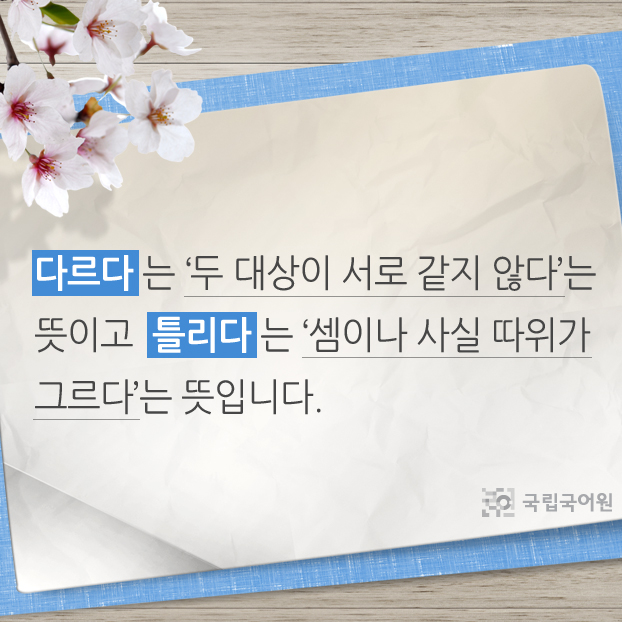 다르다는 ‘두 대상이 서로 같지 않다’는
뜻이고 틀리다는 ‘셈이나 사실 따위가
그르다’는 뜻입니다.
국립국어원